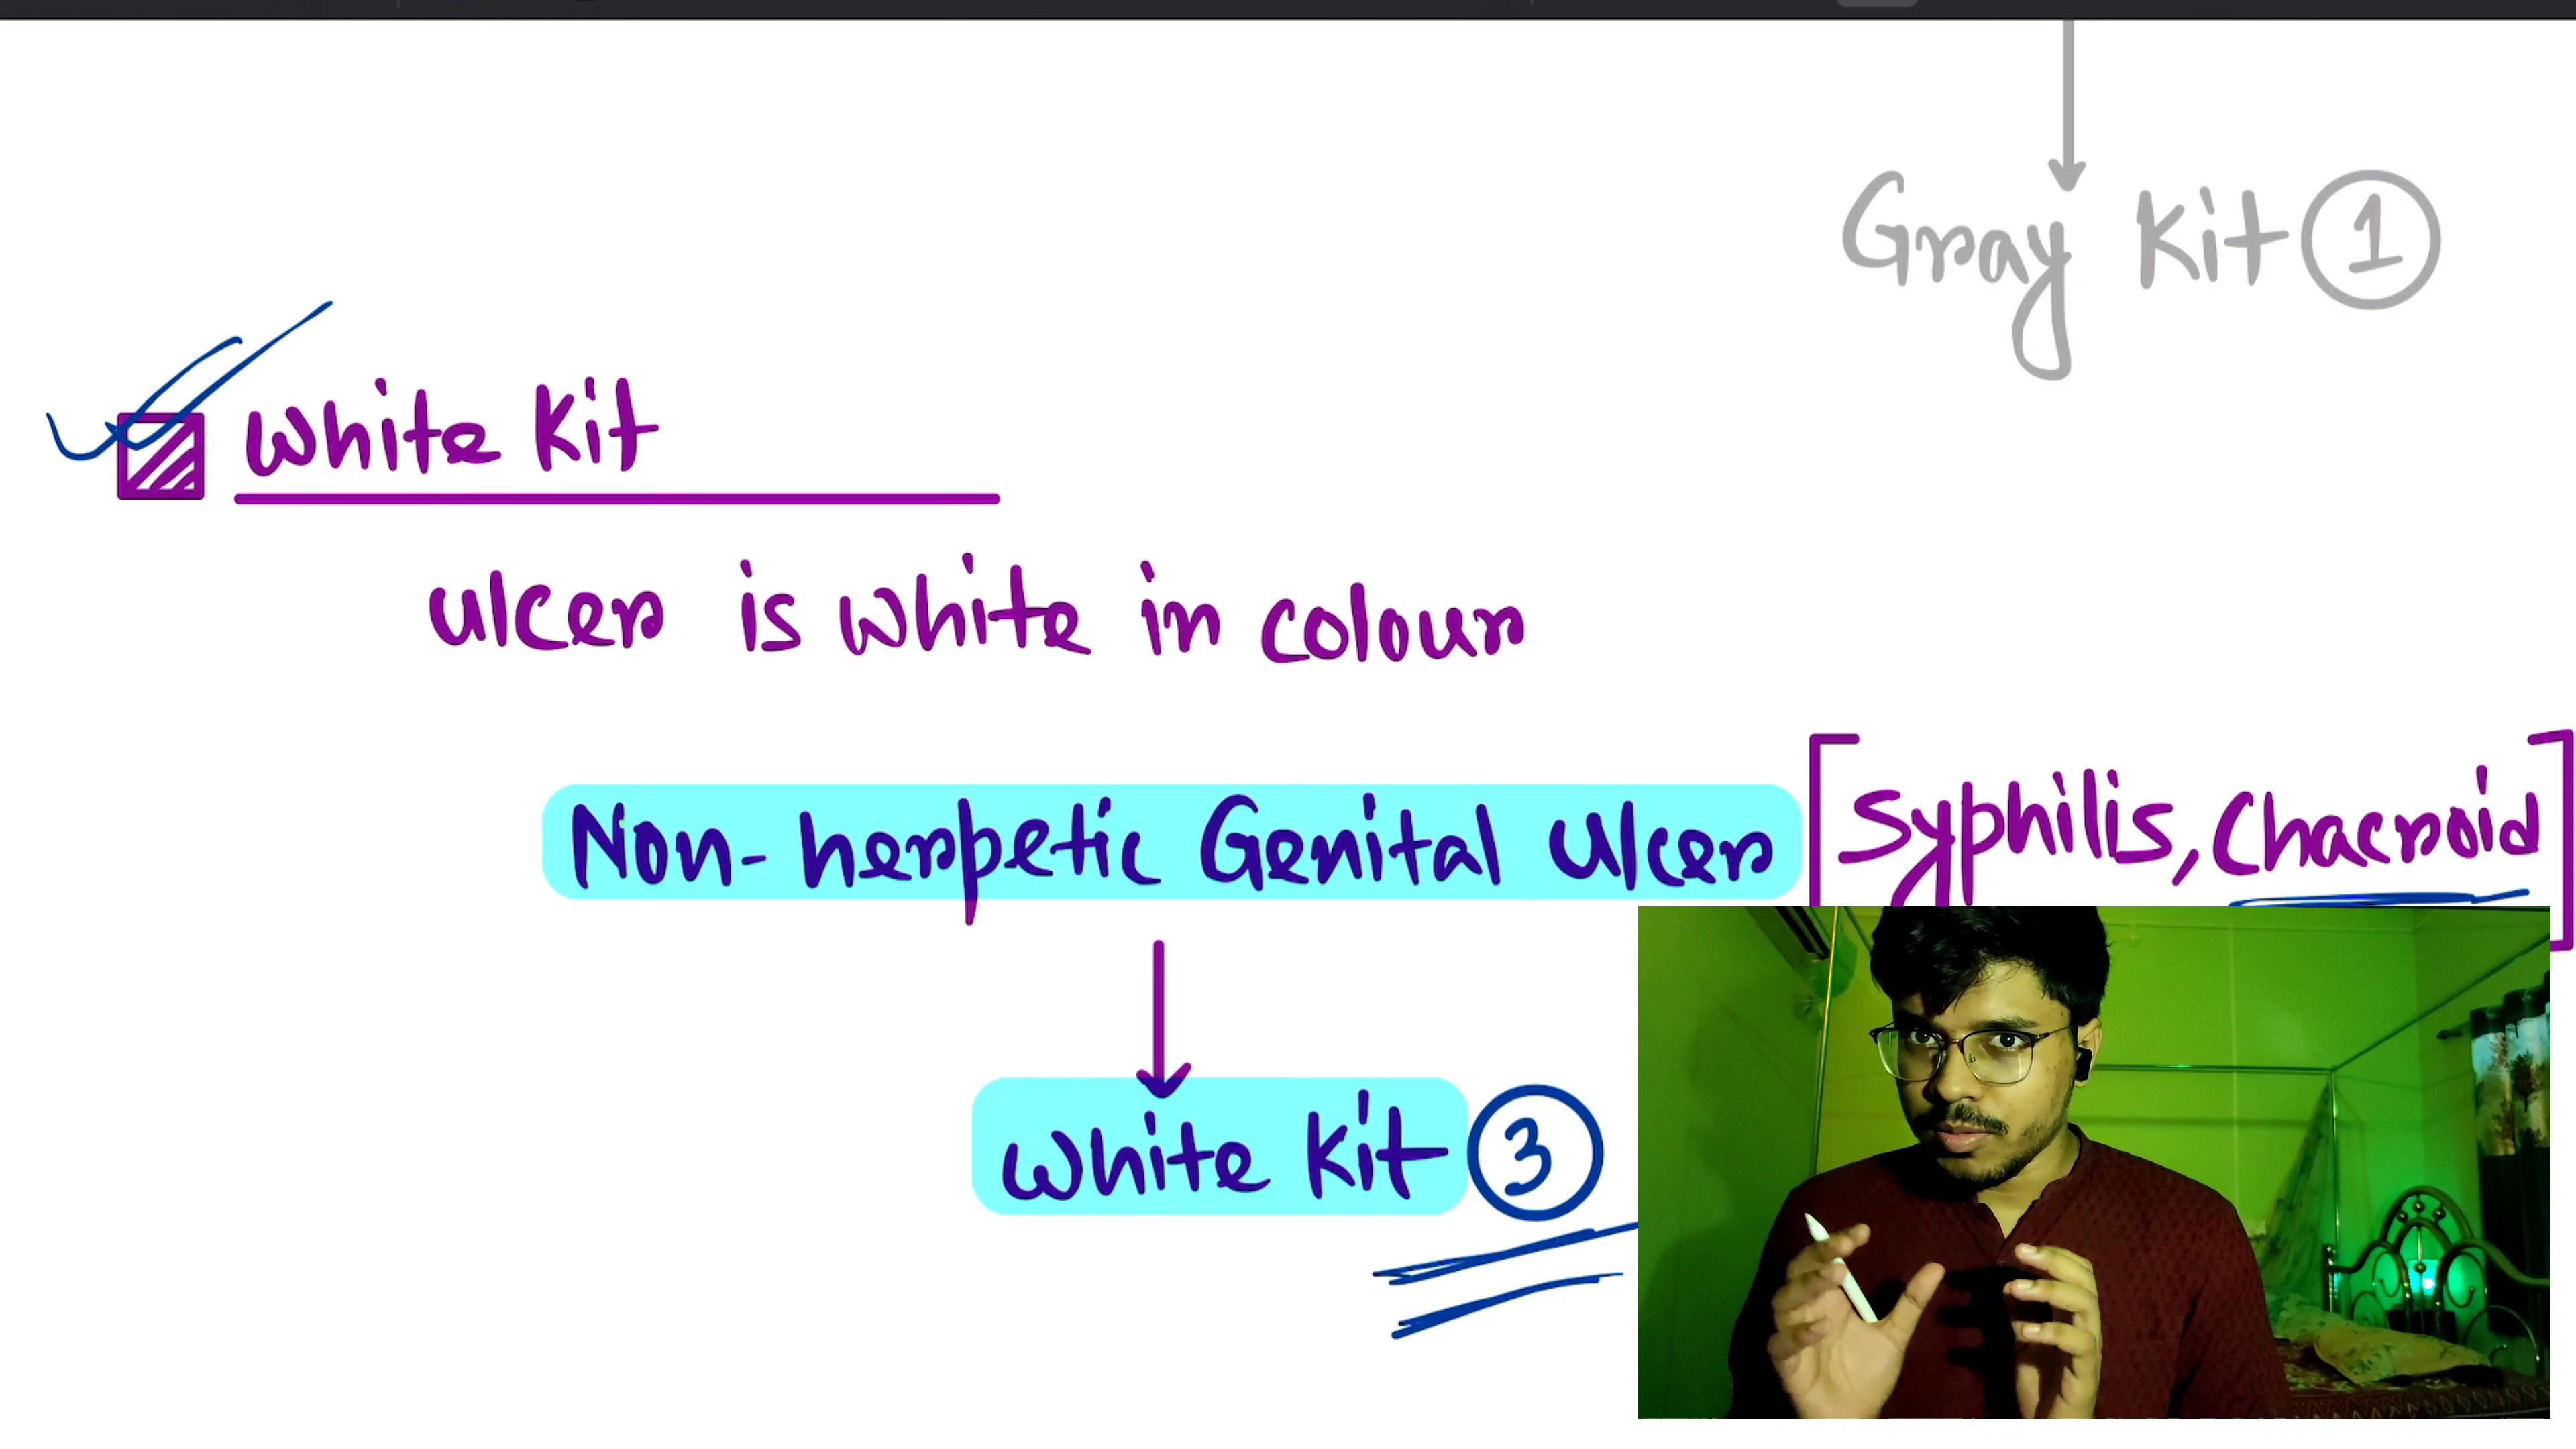 Gray Kit 1
White Kit
Ulcer is white in colour
Non-herpetic Genital Ulcer [Syphilis, Chacroid]
White Kit 3